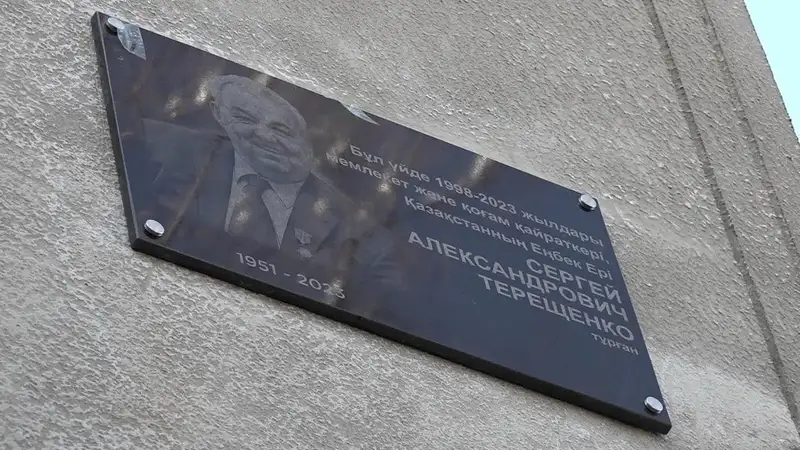 Бұл үйде 1998-2023 жылдары
мемлекет және қоғам қайраткері,
Қазақстанның Еңбек Ері
СЕРГЕЙ
АЛЕКСАНДРОВИЧ
ТЕРЕЩЕНКО
тұрған
1951 - 2023